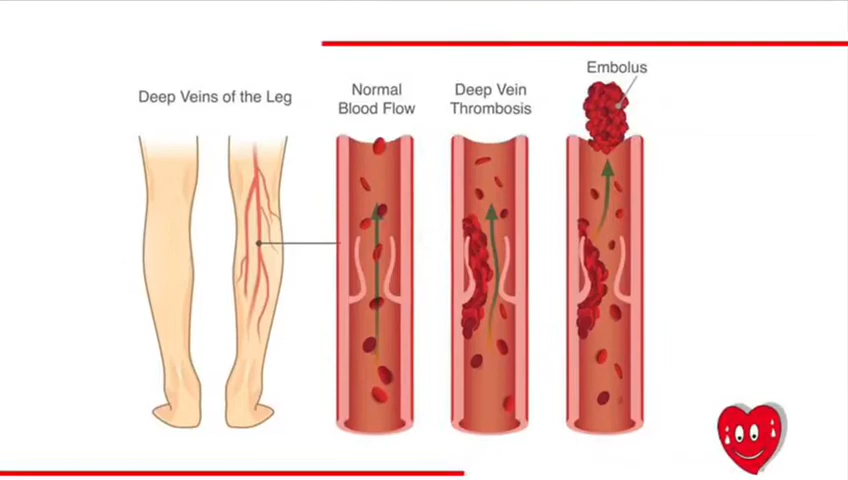 Deep Veins of the Leg
Normal
Blood Flow
Deep Vein
Thrombosis
Embolus